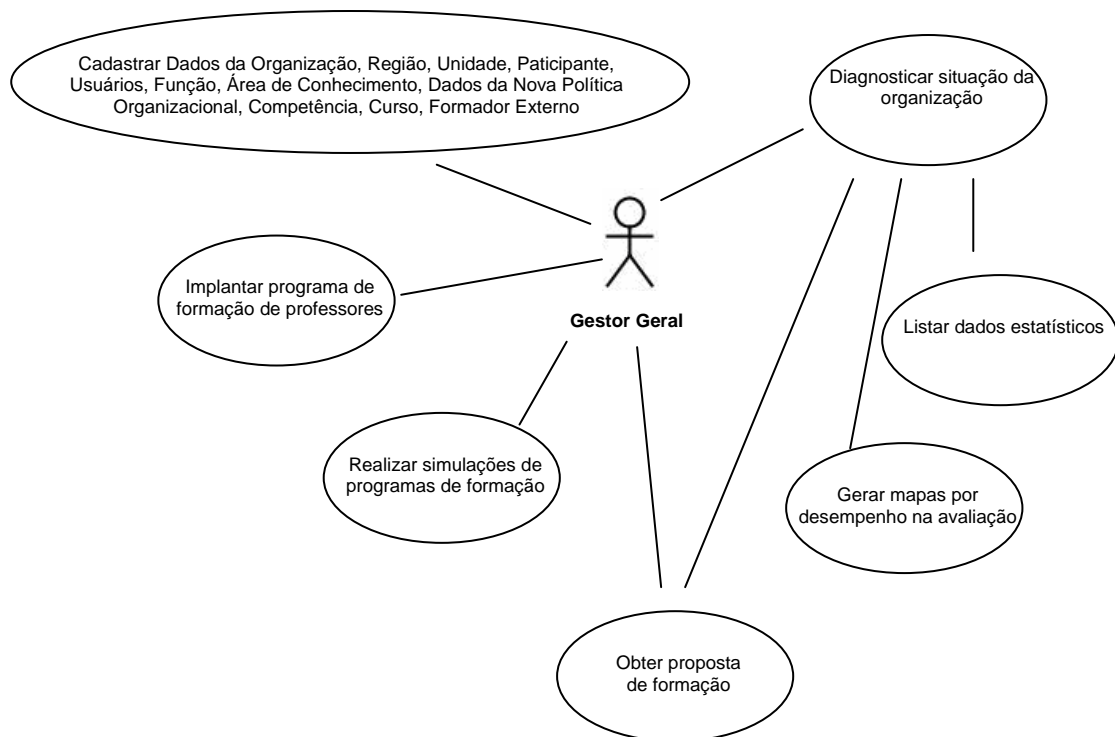 Cadastrar Dados da Organização, Região, Unidade, Paticipante,
Usuários, Função, Área de Conhecimento, Dados da Nova Política
Organizacional, Competência, Curso, Formador Externo
Diagnosticar situação da
organização
Implantar programa de
formação de professores
Gestor Geral
Listar dados estatísticos
Realizar simulações de
programas de formação
Gerar mapas por
desempenho na avaliação
Obter proposta
de formação